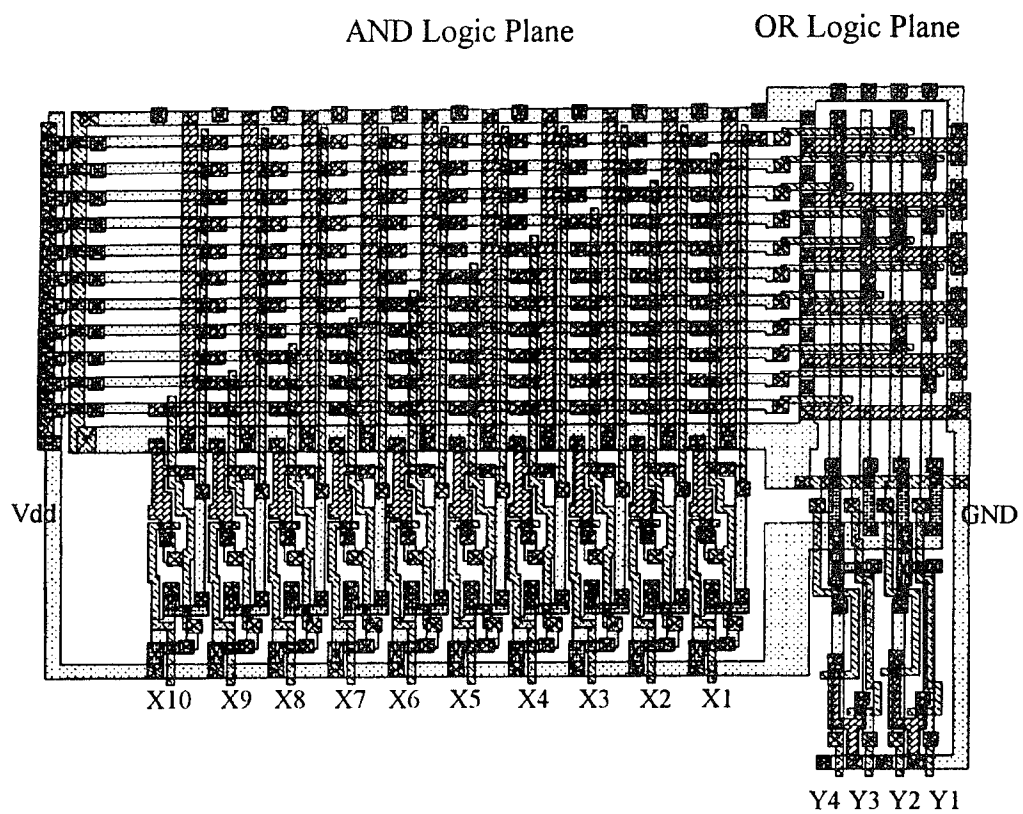 AND Logic Plane
OR Logic Plane
Vdd
GND
X10 X9 X8 X7 X6 X5 X4 X3 X2 X1
Y4 Y3 Y2 Y1